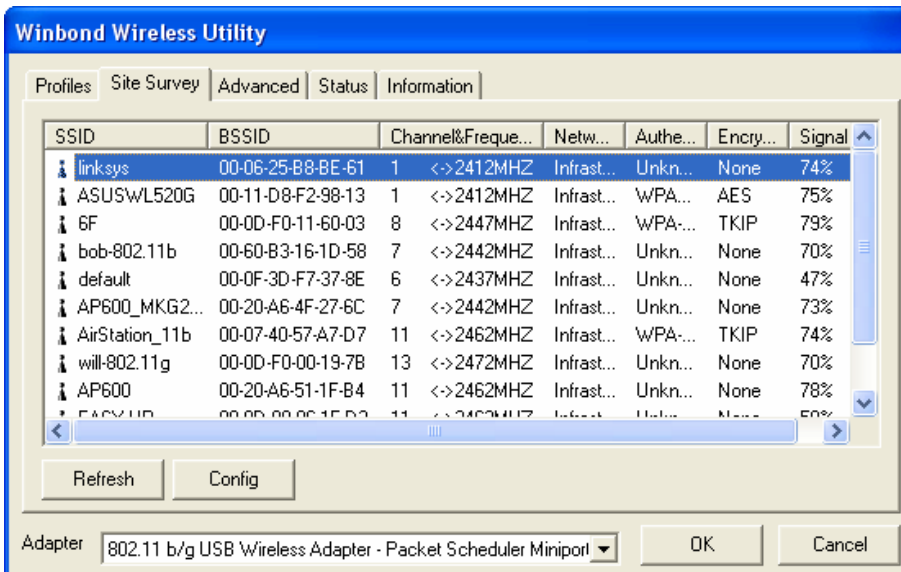 Winbond Wireless Utility
Profiles Site Survey Advanced Status Information
SSID BSSID Channel&Freque... Netw... Authe... Encry... Signal
linksys 00-06-25-B8-BE-61 1 <->2412MHZ Infrast... Unkn... None 74%
ASUSWL520G 00-11-D8-F2-98-13 1 <->2412MHZ Infrast... WPA... AES 75%
6F 00-0D-F0-11-60-03 8 <->2447MHZ Infrast... WPA-... TKIP 79%
bob-802.11b 00-60-B3-16-1D-58 7 <->2442MHZ Infrast... Unkn... None 70%
default 00-0F-3D-F7-37-8E 6 <->2437MHZ Infrast... Unkn... None 47%
AP600_MKG2... 00-20-A6-4F-27-6C 7 <->2442MHZ Infrast... Unkn... None 73%
AirStation_11b 00-07-40-57-A7-D7 11 <->2462MHZ Infrast... WPA-... TKIP 74%
will-802.11g 00-0D-F0-00-19-7B 13 <->2472MHZ Infrast... Unkn... None 70%
AP600 00-20-A6-51-1F-B4 11 <->2462MHZ Infrast... Unkn... None 78%
Refresh Config
Adapter 802.11 b/g USB Wireless Adapter - Packet Scheduler Miniport OK Cancel